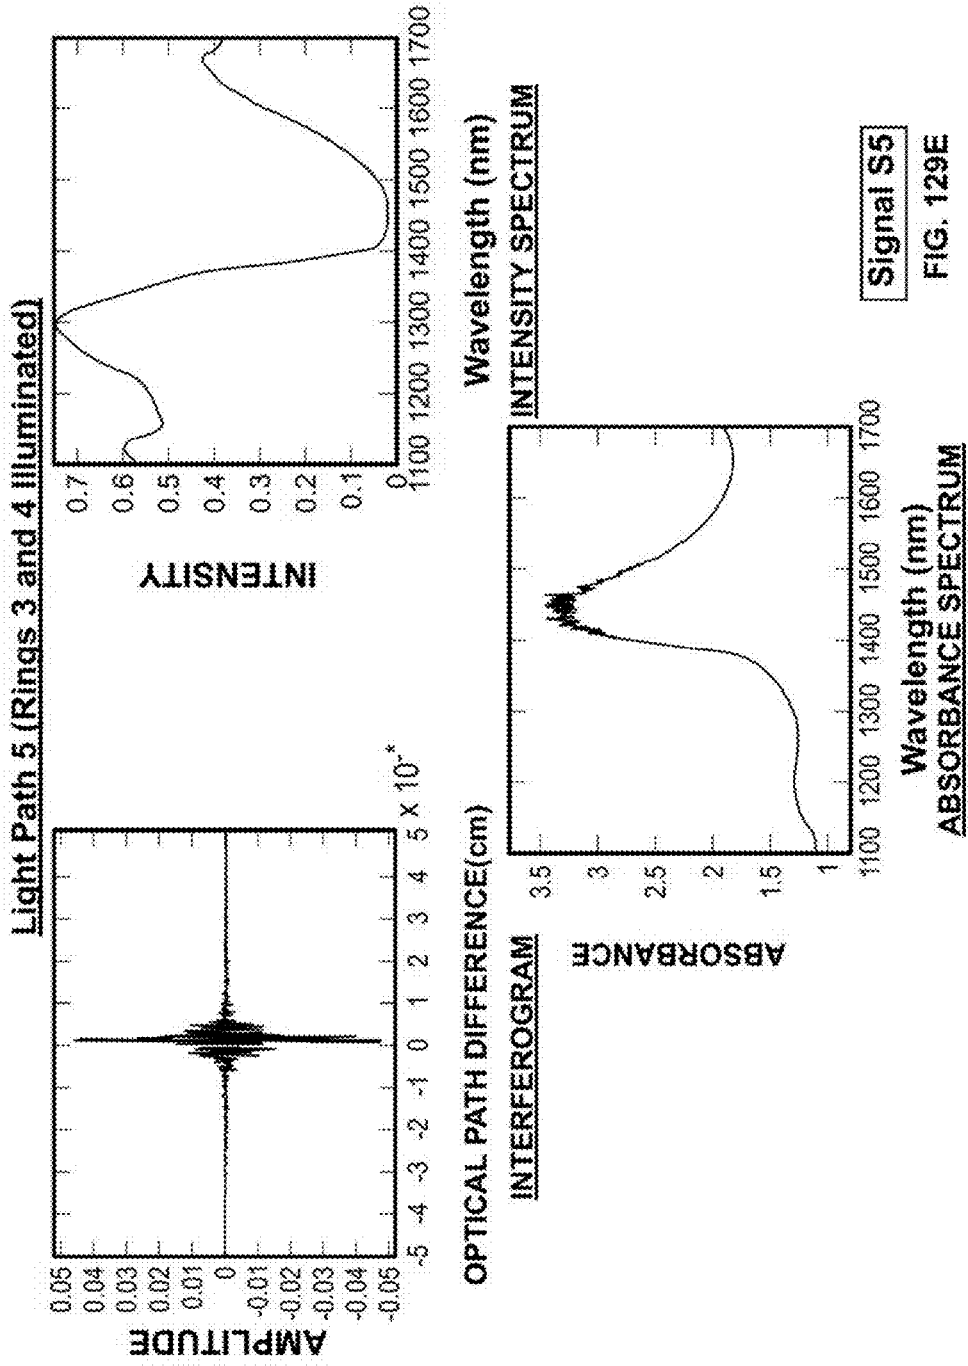 Light Path 5 (Rings 3 and 4 Illuminated)
AMPLITUDE
0.05
0.04
0.03
0.02
0.01
0
-0.01
-0.02
-0.03
-0.04
-0.05
-5 -4 -3 -2 -1 0 1 2 3 4 5
x 10-*
OPTICAL PATH DIFFERENCE(cm)
INTERFEROGRAM
INTENSITY
0.7
0.6
0.5
0.4
0.3
0.2
0.1
0
1100 1200 1300 1400 1500 1600 1700
Wavelength (nm)
INTENSITY SPECTRUM
ABSORBANCE
3.5
3
2.5
2
1.5
1
1100 1200 1300 1400 1500 1600 1700
Wavelength (nm)
ABSORBANCE SPECTRUM
Signal S5
FIG. 129E